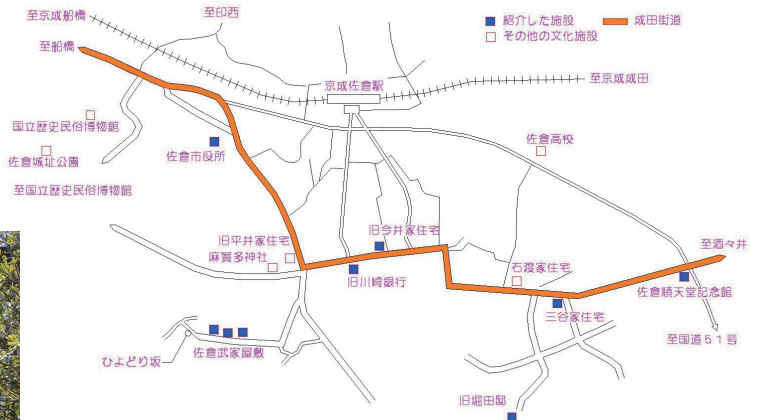 至京成船橋
至印西
至船橋
紹介した施設
成田街道
その他の文化施設
京成佐倉駅
至京成成田
国立歴史民俗博物館
佐倉市役所
佐倉高校
佐倉城址公園
至国立歴史民俗博物館
旧平井家住宅
旧今井家住宅
麻賀多神社
至酒々井
旧川崎銀行
石渡家住宅
佐倉順天堂記念館
三谷家住宅
至国道51号
佐倉武家屋敷
ひよどり坂
旧堀田邸